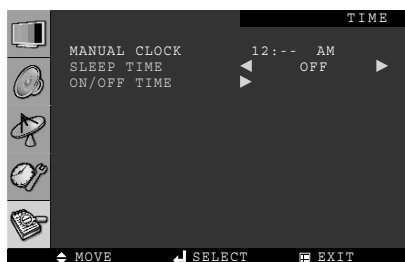 TIME
MANUAL CLOCK 12:-- AM
SLEEP TIME OFF
ON/OFF TIME
MOVE SELECT EXIT